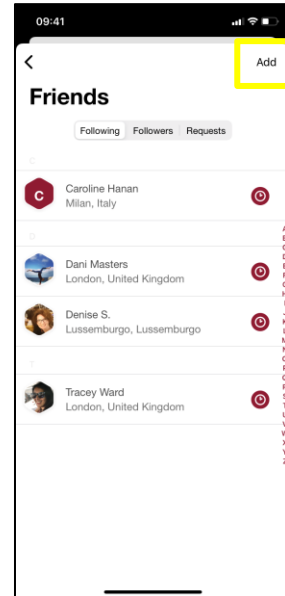 09:41
Add
Friends
Following Followers Requests
C
C
Caroline Hanan
Milan, Italy
D
Dani Masters
London, United Kingdom
Denise S.
Lussemburgo, Lussemburgo
Tracey Ward
London, United Kingdom